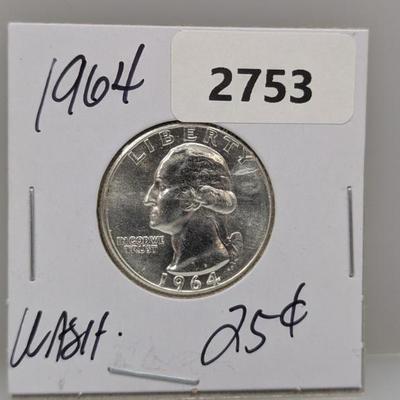 1964
2753
LIBERTY
IN GOD WE
TRUST
1964
WASH.
25¢